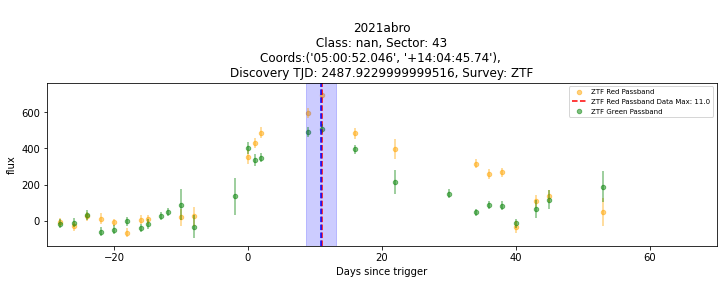 2021abro
Class: nan, Sector: 43
Coords:('05:00:52.046', '+14:04:45.74'),
Discovery TJD: 2487.9229999999516, Survey: ZTF
ZTF Red Passband
ZTF Red Passband Data Max: 11.0
ZTF Green Passband
flux
600
400
200
0
−20
0
20
40
60
Days since trigger